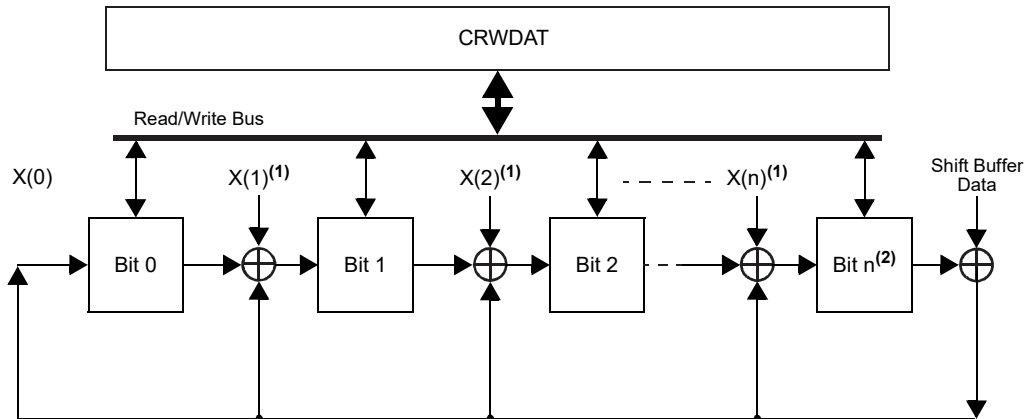 CRWDAT
Read/Write Bus
X(0)
X(1)(1)
X(2)(1)
X(n)(1)
Shift Buffer
Data
Bit 0
Bit 1
Bit 2
Bit n(2)